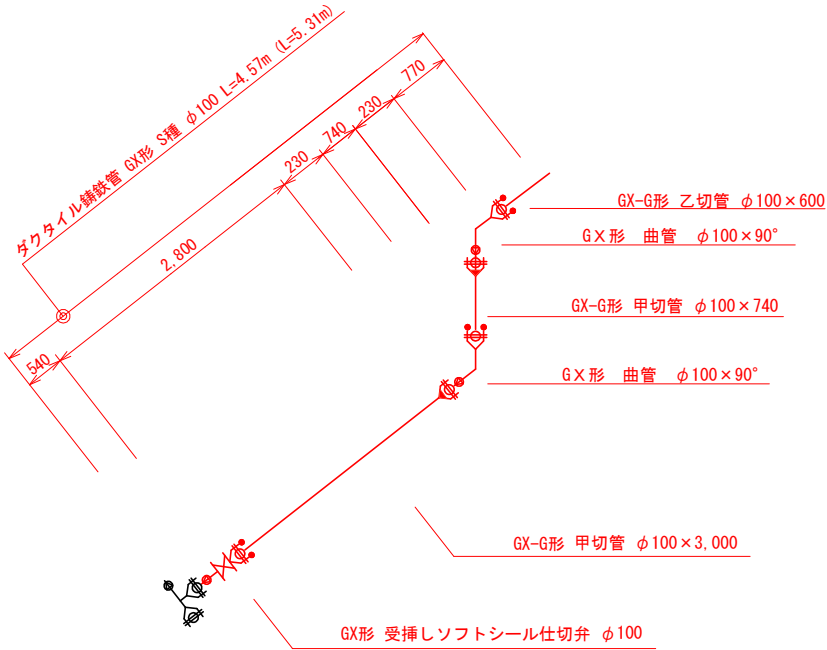 ダクタイル鋳鉄管 GX形 S種 φ100 L=4.57m (L=5.31m)
770
230
740
230
2,800
540
GX-G形 乙切管 φ100×600
GX形 曲管 φ100×90°
GX-G形 甲切管 φ100×740
GX形 曲管 φ100×90°
GX-G形 甲切管 φ100×3,000
GX形 受挿しソフトシール仕切弁 φ100